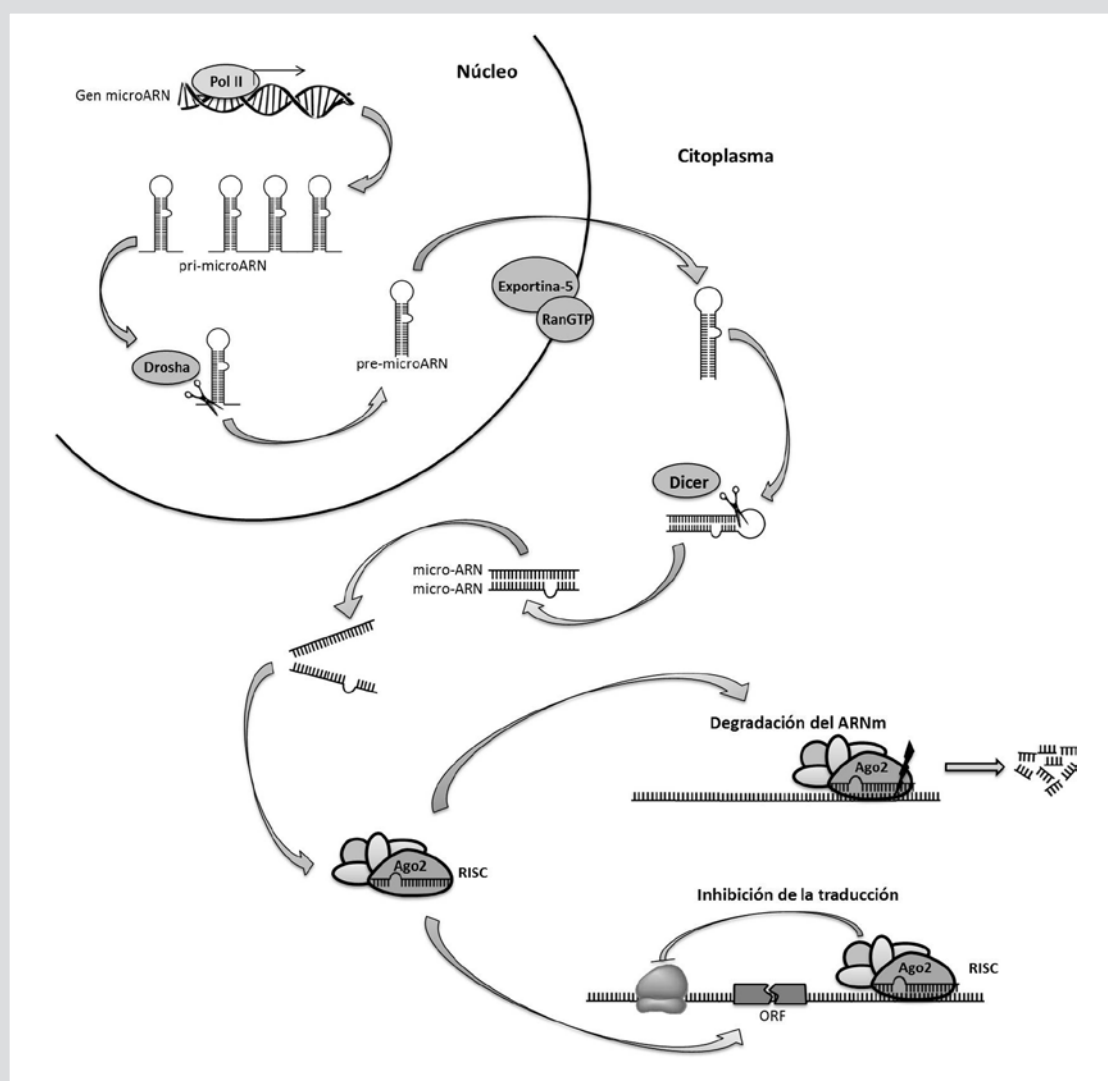 Núcleo
Pol II
Gen microARN
Citoplasma
pri-microARN
Exportina-5
RanGTP
Drosha
pre-microARN
Dicer
micro-ARN
micro-ARN
Degradación del ARNm
Ago2
Ago2
RISC
Inhibición de la traducción
Ago2
RISC
ORF